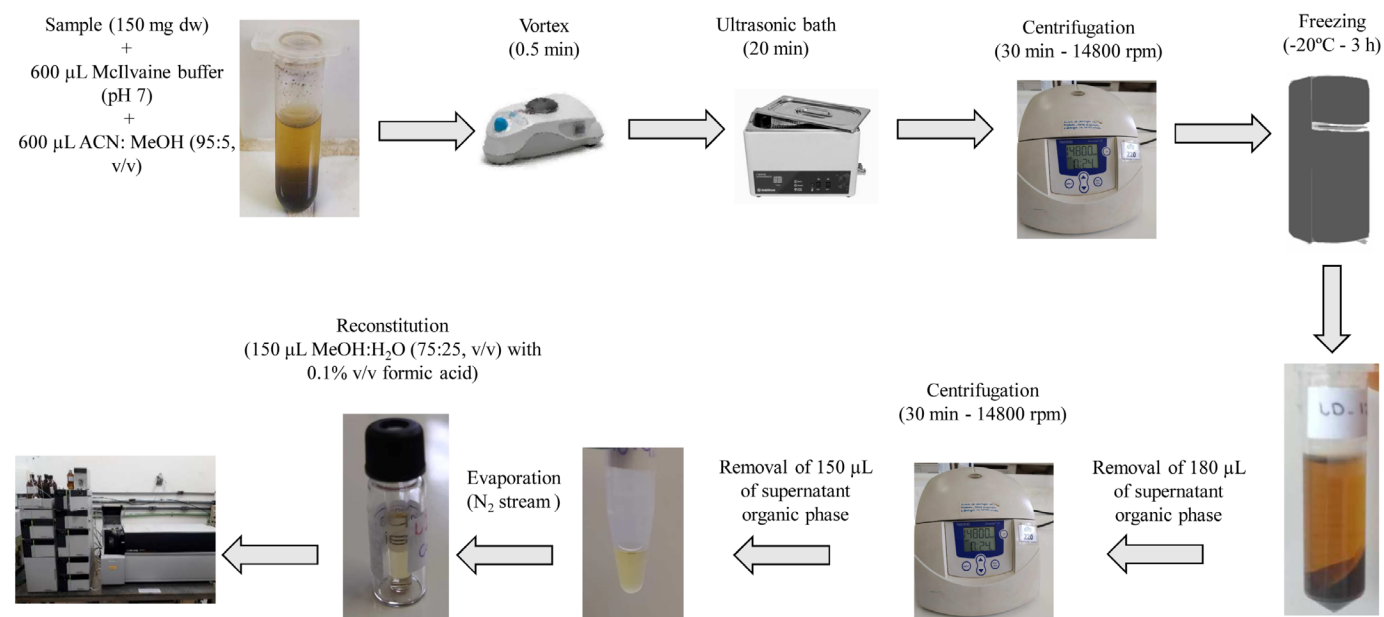 Sample (150 mg dw)
+
600 µL McIlvaine buffer
(pH 7)
+
600 µL ACN: MeOH (95:5,
v/v)
Vortex
(0.5 min)
Ultrasonic bath
(20 min)
Centrifugation
(30 min - 14800 rpm)
Freezing
(-20ºC - 3 h)
Removal of 180 µL
of supernatant
organic phase
Centrifugation
(30 min - 14800 rpm)
Removal of 150 µL
of supernatant
organic phase
Evaporation
(N₂ stream )
Reconstitution
(150 µL MeOH:H₂O (75:25, v/v) with
0.1% v/v formic acid)